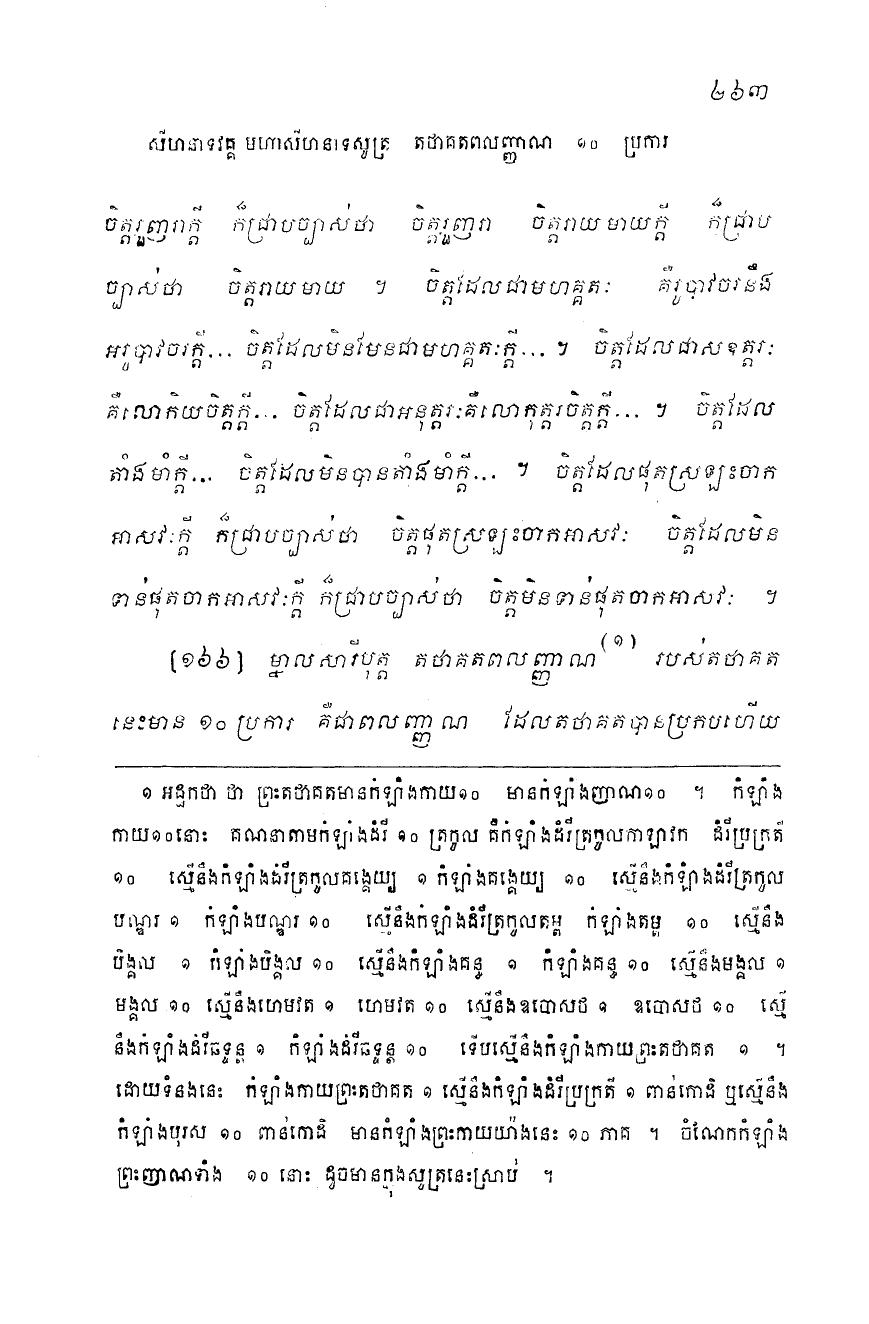 ២៦៣
សីហនាទវគ្គ មហាសីហនាទសូត្រ តថាគតពលញ្ញាណ ១០ ប្រការ
ចិត្តរួញរាក្តី ក៏ជ្រាបច្បាស់ថា ចិត្តរួញរា ចិត្តរាយមាយក្តី ក៏ជ្រាប
ច្បាស់ថា ចិត្តរាយមាយ ។ ចិត្តដែលជាមហគ្គតៈ គឺរូបាវចរនឹង
អរូបាវចរក្តី... ចិត្តដែលមិនមែនជាមហគ្គតៈក្តី... ។ ចិត្តដែលជាសឧត្តរៈ
គឺលោកិយចិត្តក្តី... ចិត្តដែលជាអនុត្តរៈគឺលោកុត្តរចិត្តក្តី... ។ ចិត្តដែល
តាំងមាំក្តី... ចិត្តដែលមិនបានតាំងមាំក្តី... ។ ចិត្តដែលផុតស្រឡះចាក
អាសវៈក្តី ក៏ជ្រាបច្បាស់ថា ចិត្តផុតស្រឡះចាកអាសវៈ ចិត្តដែលមិន
ទាន់ផុតចាកអាសវៈក្តី ក៏ជ្រាបច្បាស់ថា ចិត្តមិនទាន់ផុតចាកអាសវៈ ។
[១៦៦] ម្នាលសារីបុត្ត តថាគតពលញ្ញាណ(១) របស់តថាគត
នេះមាន ១០ ប្រការ គឺជាពលញ្ញាណ ដែលតថាគតបានប្រកបហើយ
១ អដ្ឋកថា ថា ព្រះតថាគតមានកំឡាំងកាយ១០ មានកំឡាំងញាណ១០ ។ កំឡាំង
កាយ១០នោះ គណនាតាមកំឡាំងដំរី ១០ ត្រកូល គឺកំឡាំងដំរីត្រកូលកាឡាវក ដំរីប្រក្រតី
១០ ស្មើនឹងកំឡាំងដំរីត្រកូលគង្គេយ្យ ១ កំឡាំងគង្គេយ្យ ១០ ស្មើនឹងកំឡាំងដំរីត្រកូល
បណ្ឌរ ១ កំឡាំងបណ្ឌរ ១០ ស្មើនឹងកំឡាំងដំរីត្រកូលតម្ព កំឡាំងតម្ព ១០ ស្មើនឹង
បិង្គល ១ កំឡាំងបិង្គល ១០ ស្មើនឹងកំឡាំងគន្ធ ១ កំឡាំងគន្ធ ១០ ស្មើនឹងមង្គល ១
មង្គល ១០ ស្មើនឹងហេមវត ១ ហេមវត ១០ ស្មើនឹងឧបោសថ ១ ឧបោសថ ១០ ស្មើ
នឹងកំឡាំងដំរីឆទ្ទន្ត ១ កំឡាំងដំរីឆទ្ទន្ត ១០ ទើបស្មើនឹងកំឡាំងកាយព្រះតថាគត ១ ។
ដោយទំនងនេះ កំឡាំងកាយព្រះតថាគត ១ ស្មើនឹងកំឡាំងដំរីប្រក្រតី ១ ពាន់កោដិ ឬស្មើនឹង
កំឡាំងបុរស ១០ ពាន់កោដិ មានកំឡាំងព្រះកាយយ៉ាងនេះ ១០ ភាគ ។ ចំណែកកំឡាំង
ព្រះញាណទាំង ១០ នោះ ដូចមានក្នុងសូត្រនេះស្រាប់ ។